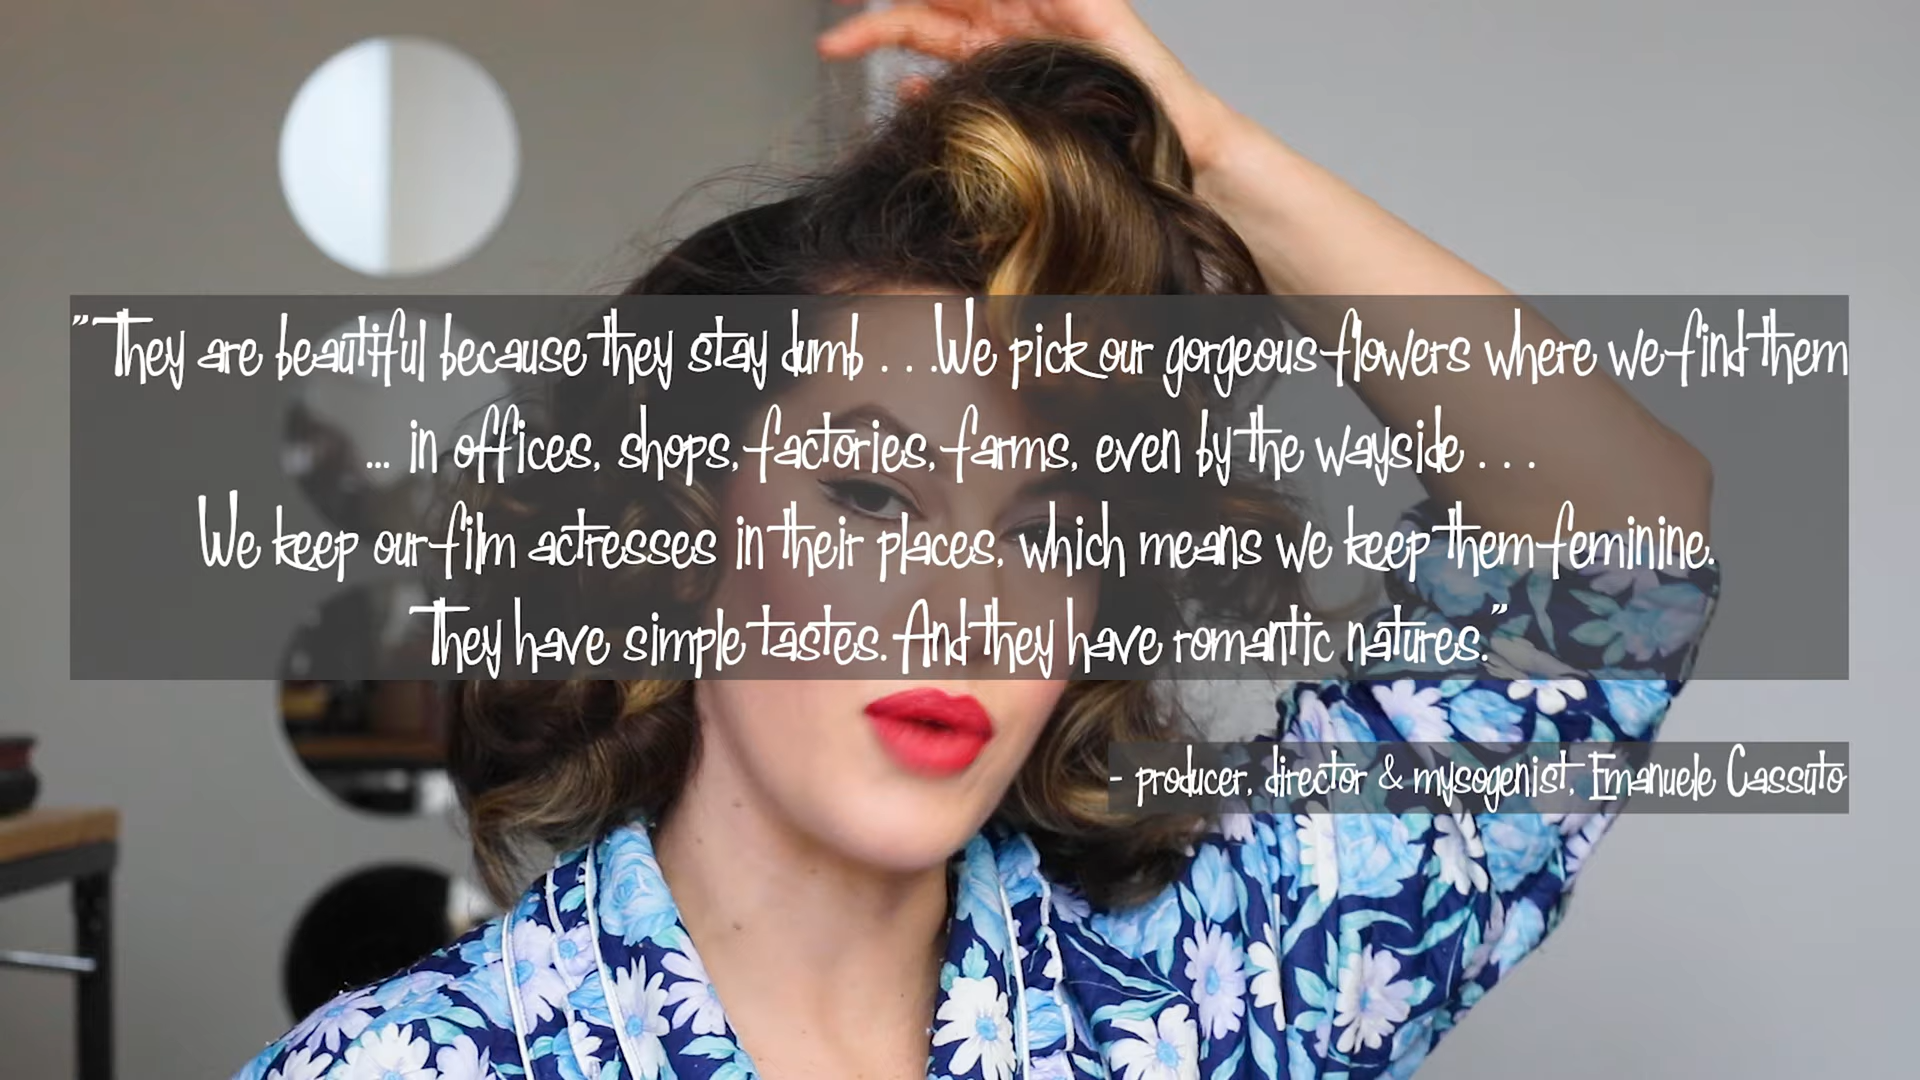 "They are beautiful because they stay dumb . . .We pick our gorgeous flowers where we find them
... in offices, shops, factories, farms, even by the wayside . . .
We keep our film actresses in their places, which means we keep them feminine.
They have simple tastes. And they have romantic natures."
- producer, director & mysogenist, Emanuele Cassuto